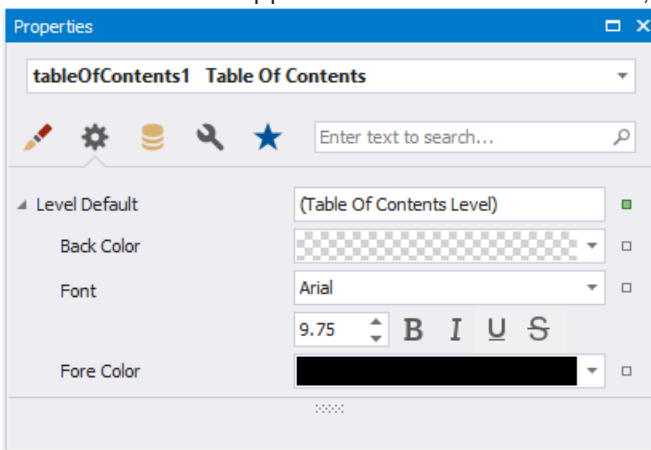 Properties
tableOfContents1 Table Of Contents
Enter text to search...
Level Default (Table Of Contents Level)
Back Color
Font Arial
9.75 B I U S
Fore Color